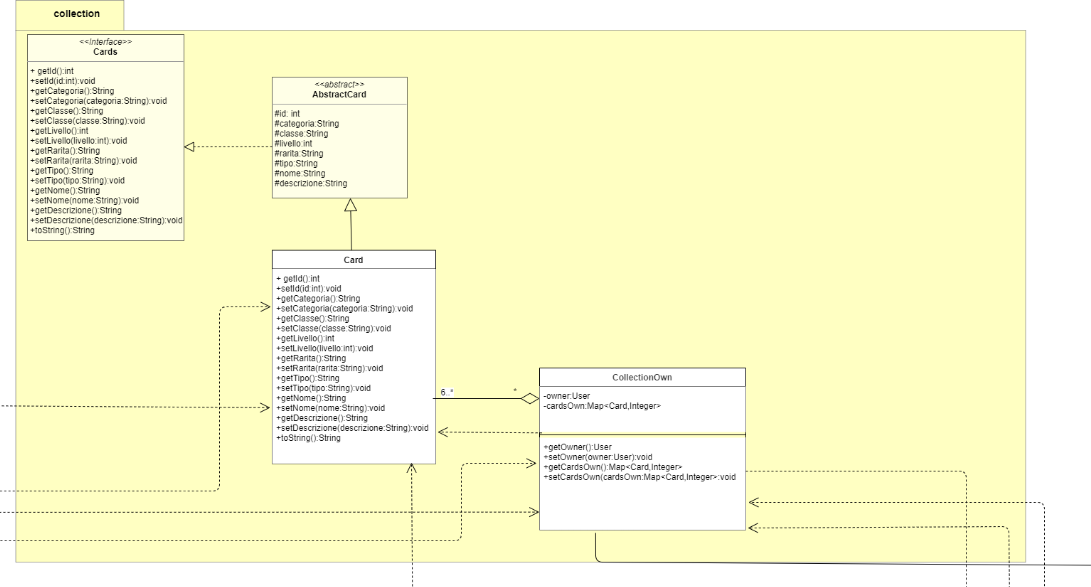 collection
<<Interface>>
Cards
+ getId():int
+setId(id:int):void
+getCategoria():String
+setCategoria(categoria:String):void
+getClasse():String
+setClasse(classe:String):void
+getLivello():int
+setLivello(livello:int):void
+getRarita():String
+setRarita(rarita:String):void
+getTipo():String
+setTipo(tipo:String):void
+getNome():String
+setNome(nome:String):void
+getDescrizione():String
+setDescrizione(descrizione:String):void
+toString():String
<<abstract>>
AbstractCard
#id: int
#categoria:String
#classe:String
#livello:int
#rarita:String
#tipo:String
#nome:String
#descrizione:String
Card
+ getId():int
+setId(id:int):void
+getCategoria():String
+setCategoria(categoria:String):void
+getClasse():String
+setClasse(classe:String):void
+getLivello():int
+setLivello(livello:int):void
+getRarita():String
+setRarita(rarita:String):void
+getTipo():String
+setTipo(tipo:String):void
+getNome():String
+setNome(nome:String):void
+getDescrizione():String
+setDescrizione(descrizione:String):void
+toString():String
6..*
*
CollectionOwn
-owner:User
-cardsOwn:Map<Card,Integer>
+getOwner():User
+setOwner(owner:User):void
+getCardsOwn():Map<Card,Integer>
+setCardsOwn(cardsOwn:Map<Card,Integer>:void